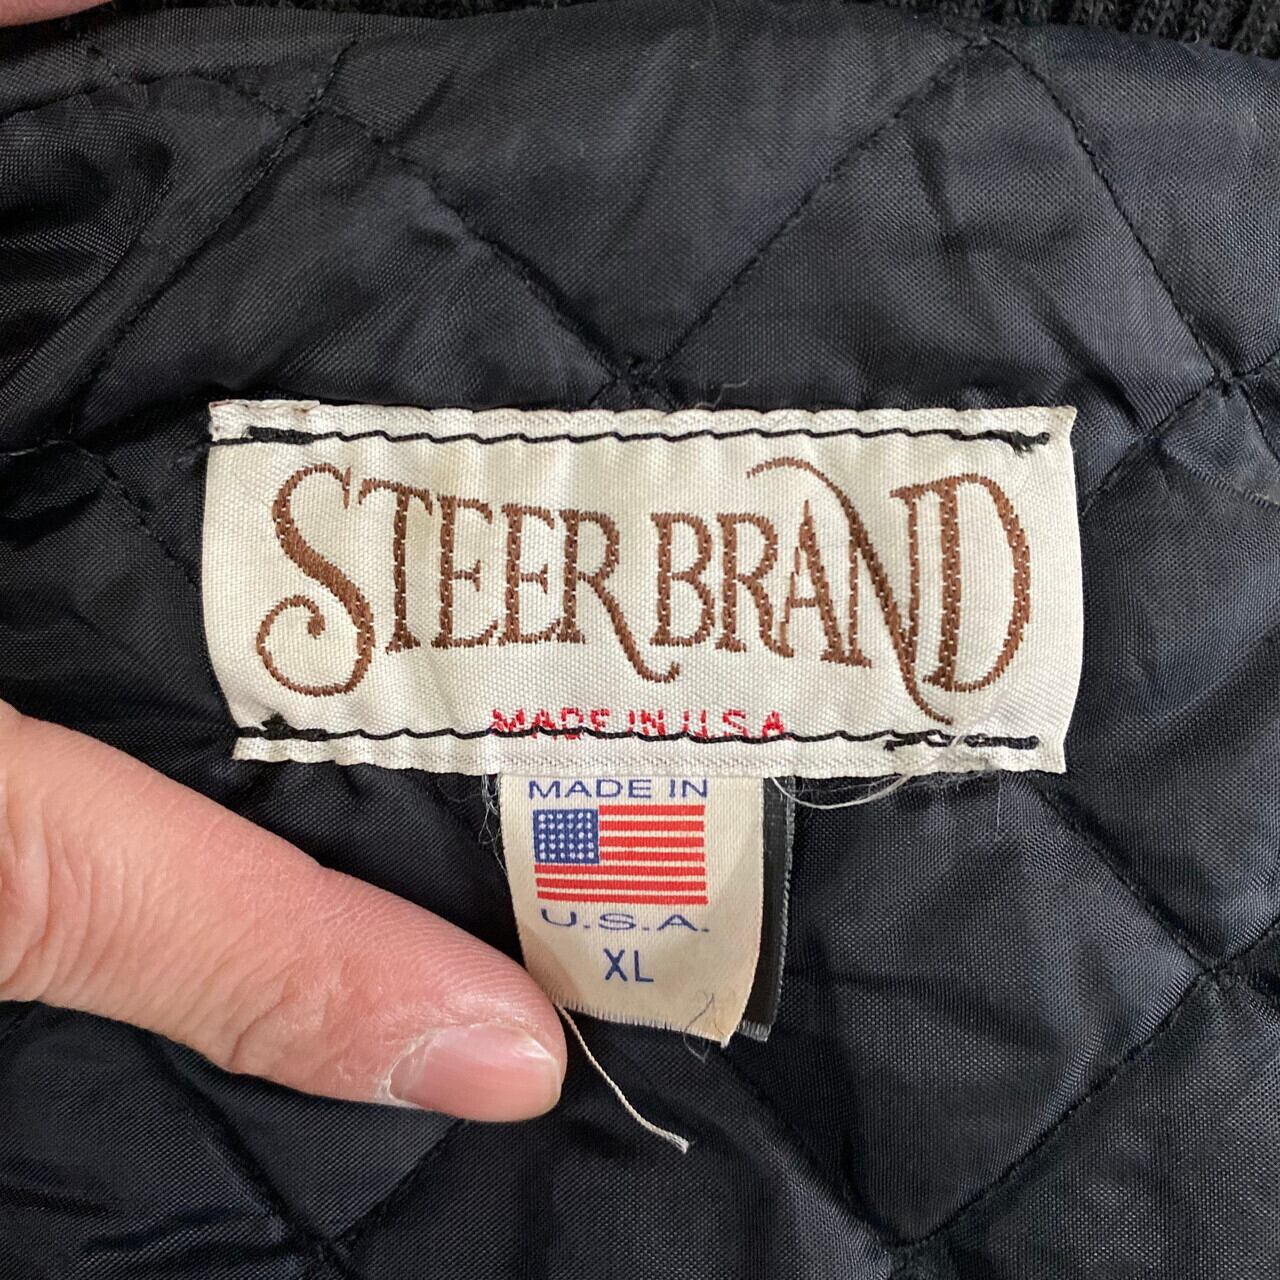 STEER BRAND
MADE IN U.S.A
MADE IN
U.S.A.
XL